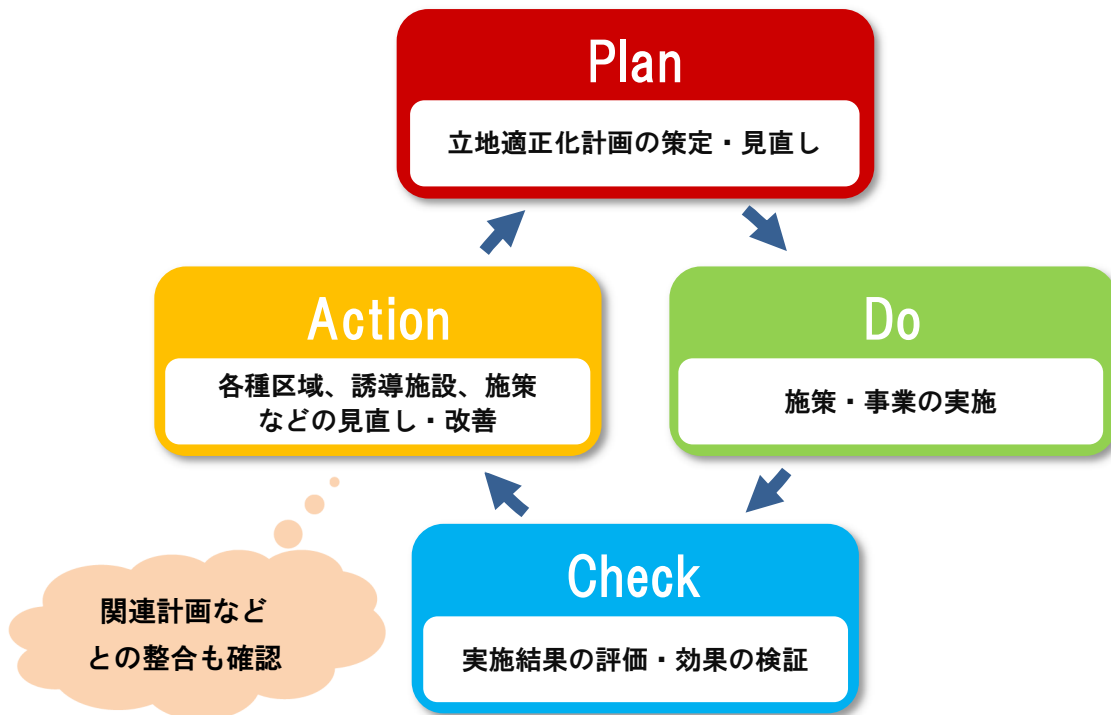 Plan
立地適正化計画の策定・見直し
Action
各種区域、誘導施設、施策
などの見直し・改善
Do
施策・事業の実施
Check
実施結果の評価・効果の検証
関連計画など
との整合も確認